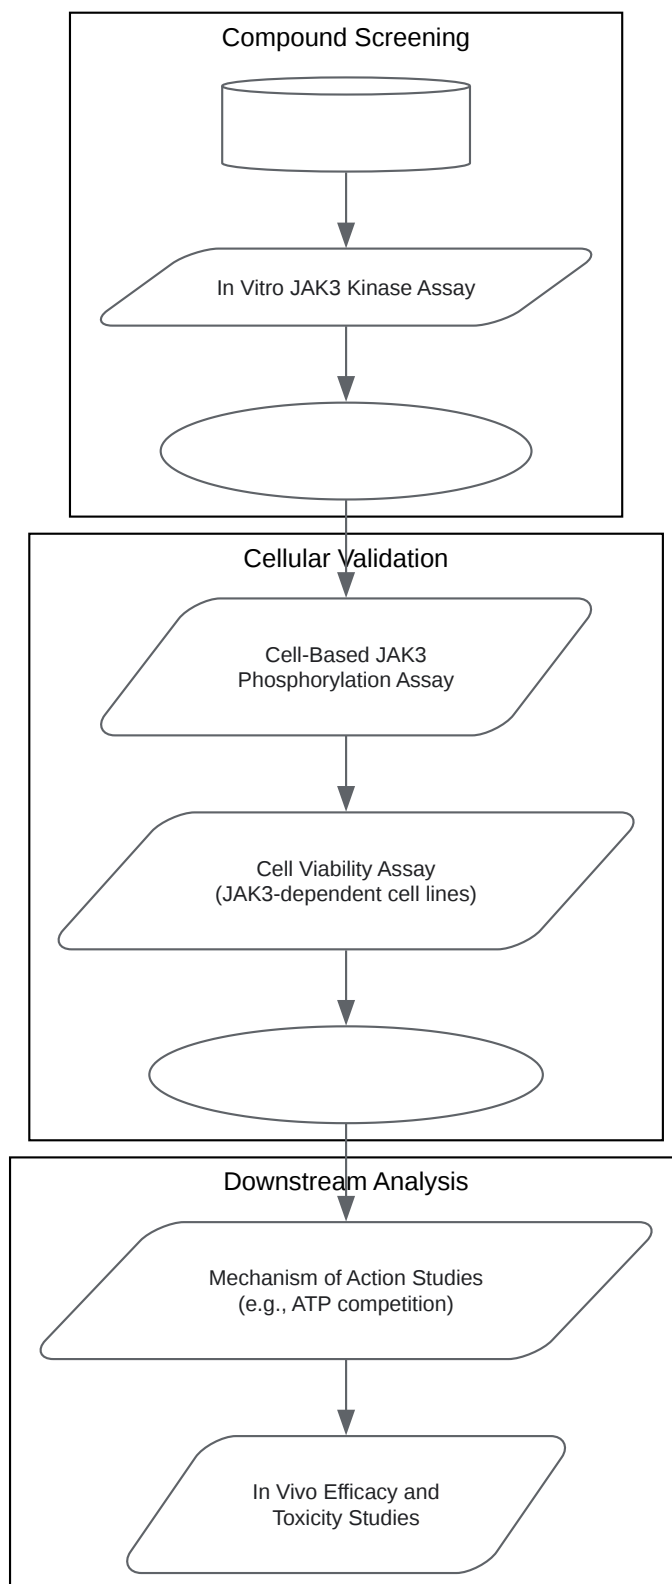 Compound Screening
In Vitro JAK3 Kinase Assay
Cellular Validation
Cell-Based JAK3
Phosphorylation Assay
Cell Viability Assay
(JAK3-dependent cell lines)
Downstream Analysis
Mechanism of Action Studies
(e.g., ATP competition)
In Vivo Efficacy and
Toxicity Studies